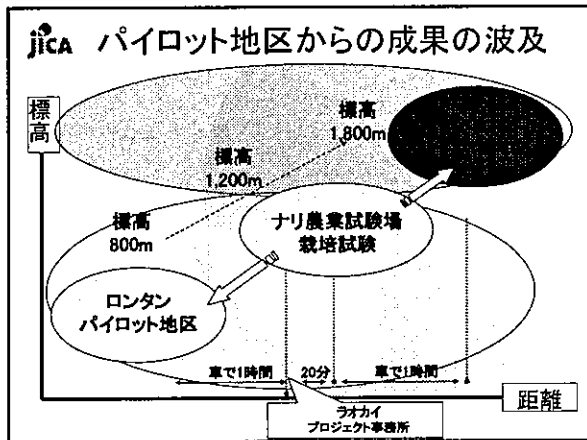 jICA パイロット地区からの成果の波及
標高
標高
1,800m
標高
1,200m
標高
800m
ナリ農業試験場
栽培試験
ロンタン
パイロット地区
車で1時間
20分
車で1時間
距離
ラオカイ
プロジェクト事務所